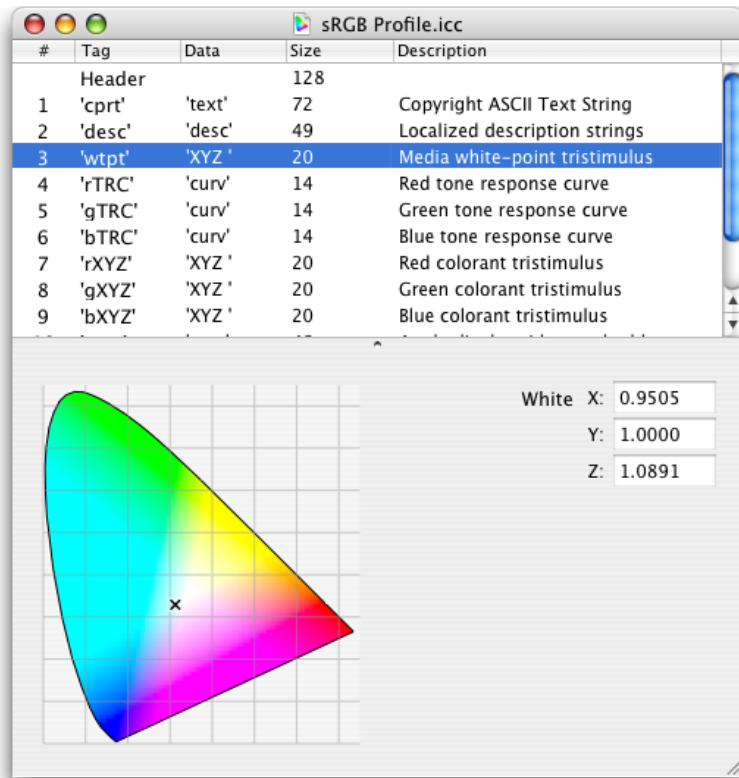 sRGB Profile.icc
# Tag Data Size Description
Header 128
1 'cprt' 'text' 72 Copyright ASCII Text String
2 'desc' 'desc' 49 Localized description strings
3 'wtpt' 'XYZ ' 20 Media white-point tristimulus
4 'rTRC' 'curv' 14 Red tone response curve
5 'gTRC' 'curv' 14 Green tone response curve
6 'bTRC' 'curv' 14 Blue tone response curve
7 'rXYZ' 'XYZ ' 20 Red colorant tristimulus
8 'gXYZ' 'XYZ ' 20 Green colorant tristimulus
9 'bXYZ' 'XYZ ' 20 Blue colorant tristimulus
White X: 0.9505
Y: 1.0000
Z: 1.0891